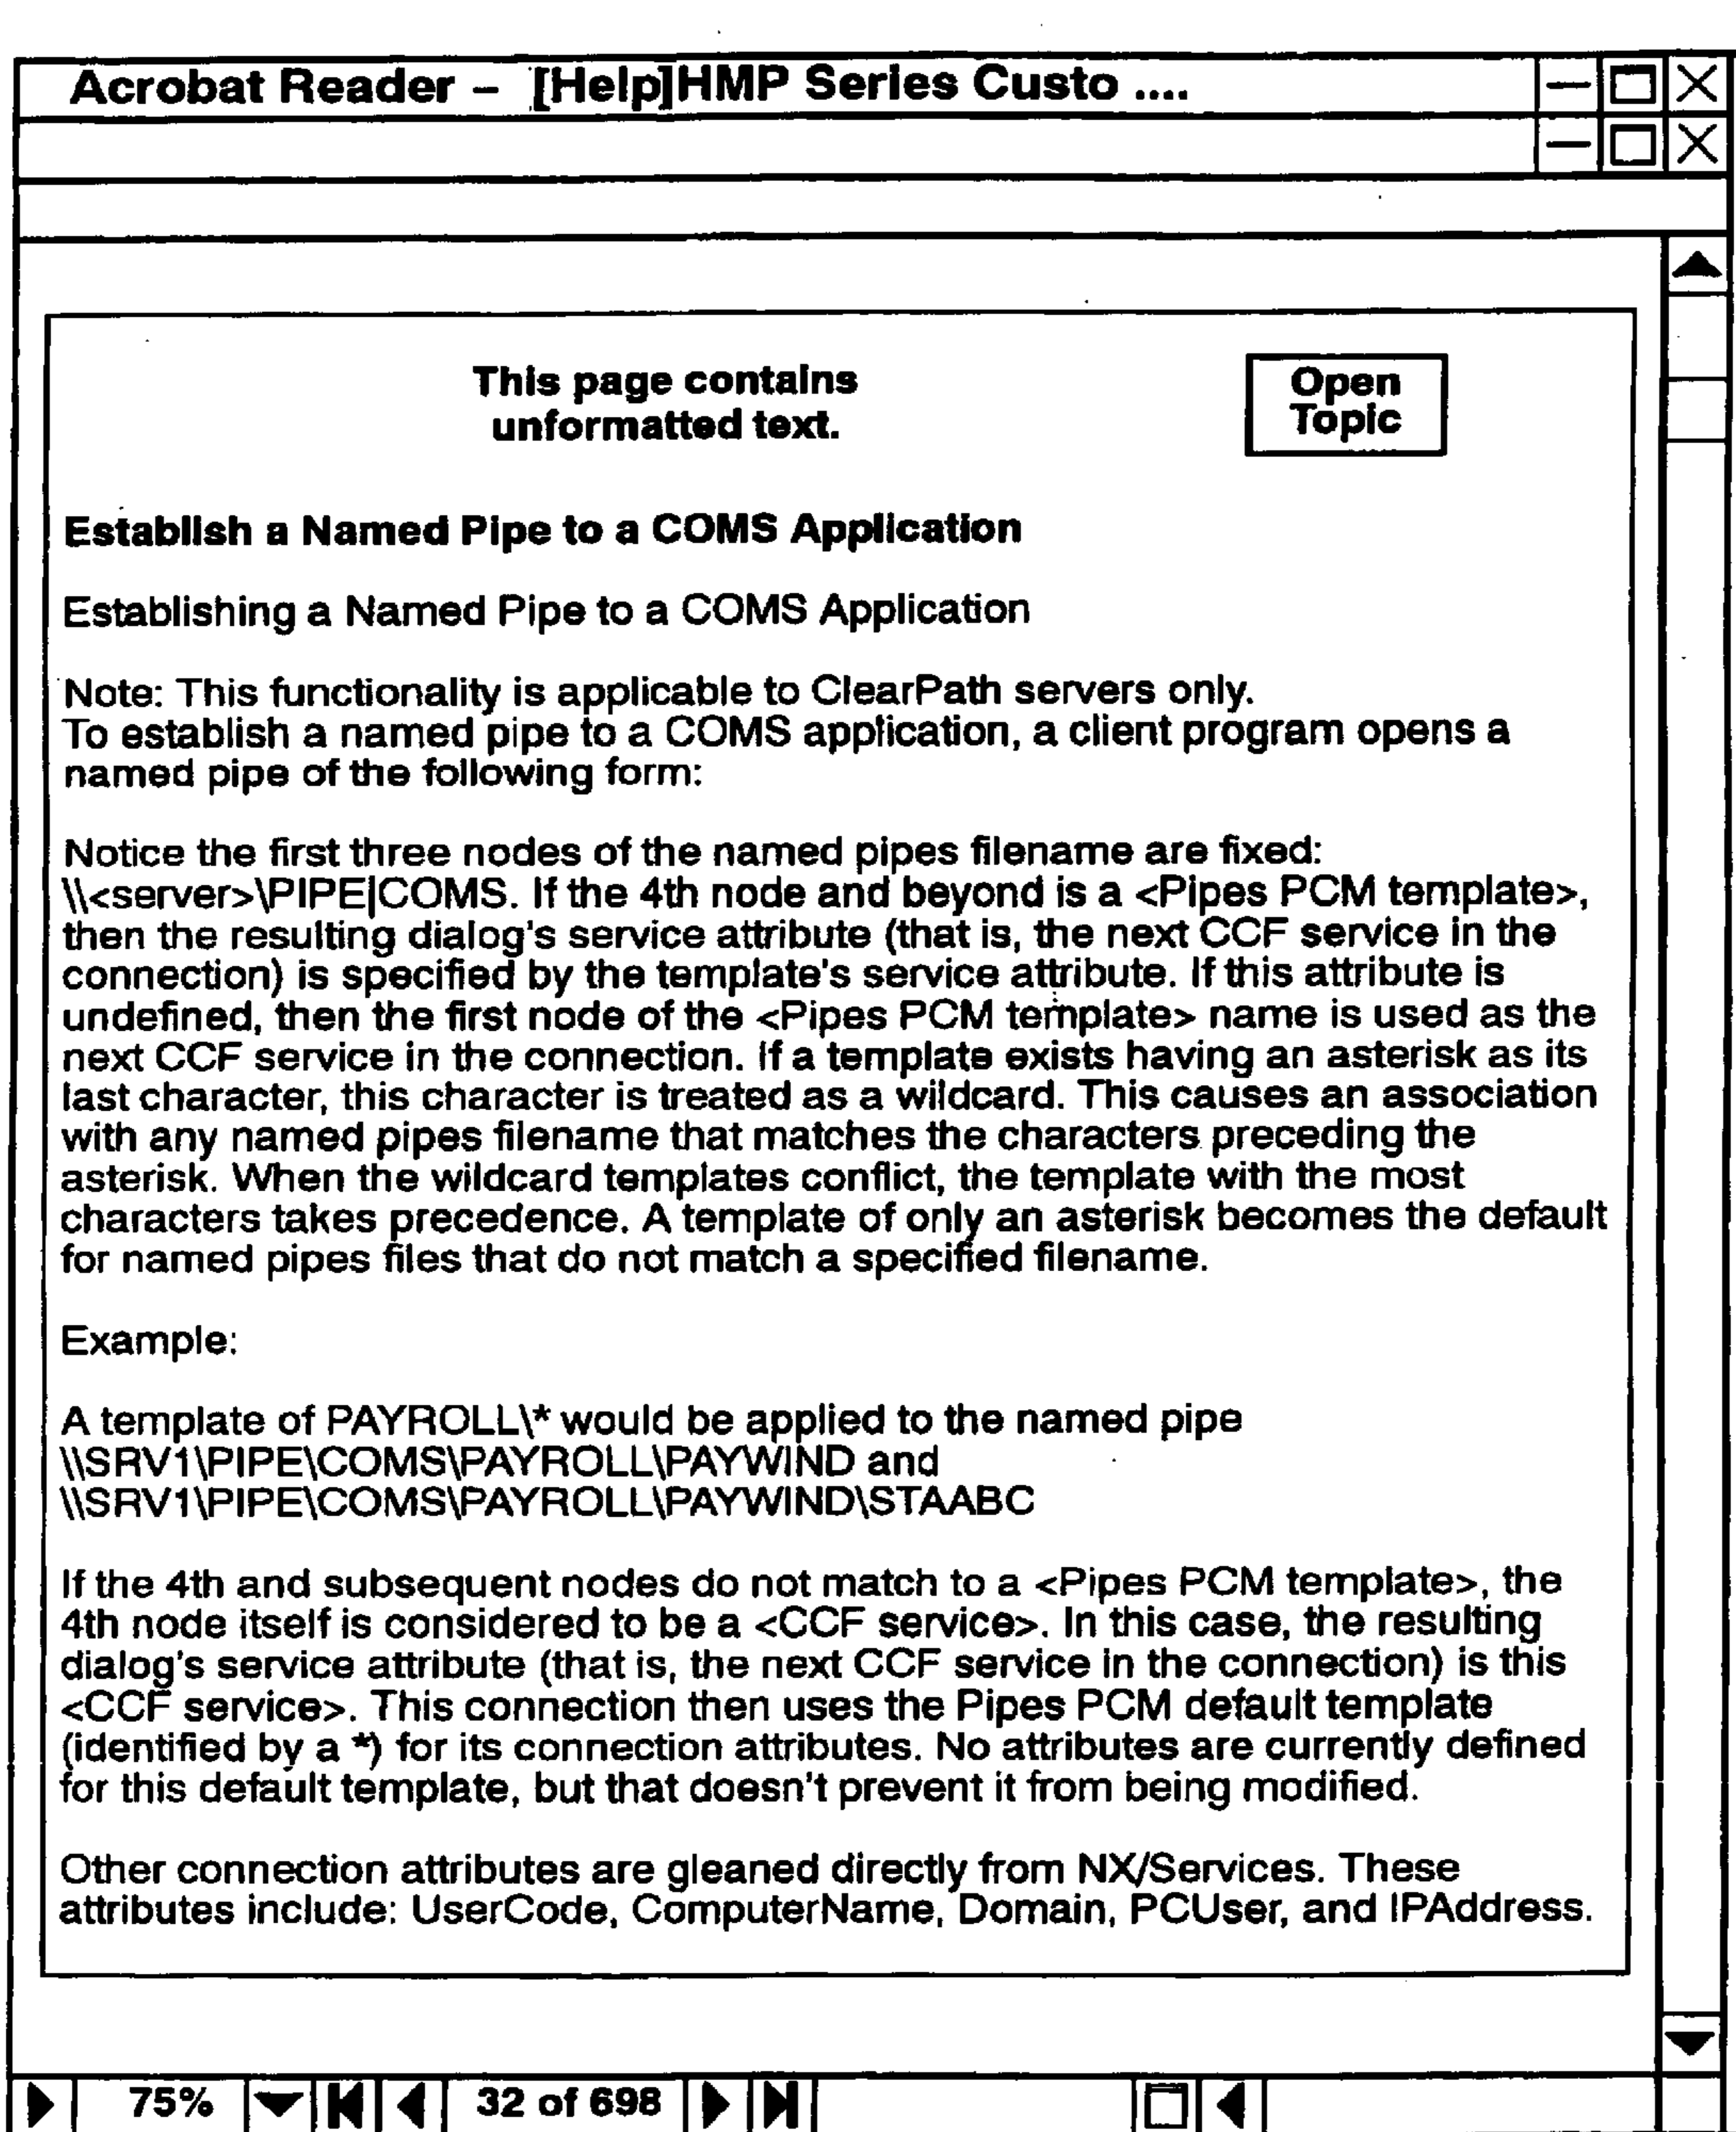 Acrobat Reader – [Help]HMP Series Custo ....
This page contains
unformatted text.
Open
Topic
Establish a Named Pipe to a COMS Application
Establishing a Named Pipe to a COMS Application
Note: This functionality is applicable to ClearPath servers only.
To establish a named pipe to a COMS application, a client program opens a
named pipe of the following form:
Notice the first three nodes of the named pipes filename are fixed:
\\<server>\PIPE|COMS. If the 4th node and beyond is a <Pipes PCM template>,
then the resulting dialog's service attribute (that is, the next CCF service in the
connection) is specified by the template's service attribute. If this attribute is
undefined, then the first node of the <Pipes PCM template> name is used as the
next CCF service in the connection. If a template exists having an asterisk as its
last character, this character is treated as a wildcard. This causes an association
with any named pipes filename that matches the characters preceding the
asterisk. When the wildcard templates conflict, the template with the most
characters takes precedence. A template of only an asterisk becomes the default
for named pipes files that do not match a specified filename.
Example:
A template of PAYROLL\* would be applied to the named pipe
\\SRV1\PIPE\COMS\PAYROLL\PAYWIND and
\\SRV1\PIPE\COMS\PAYROLL\PAYWIND\STAABC
If the 4th and subsequent nodes do not match to a <Pipes PCM template>, the
4th node itself is considered to be a <CCF service>. In this case, the resulting
dialog's service attribute (that is, the next CCF service in the connection) is this
<CCF service>. This connection then uses the Pipes PCM default template
(identified by a *) for its connection attributes. No attributes are currently defined
for this default template, but that doesn't prevent it from being modified.
Other connection attributes are gleaned directly from NX/Services. These
attributes include: UserCode, ComputerName, Domain, PCUser, and IPAddress.
75%
32 of 698